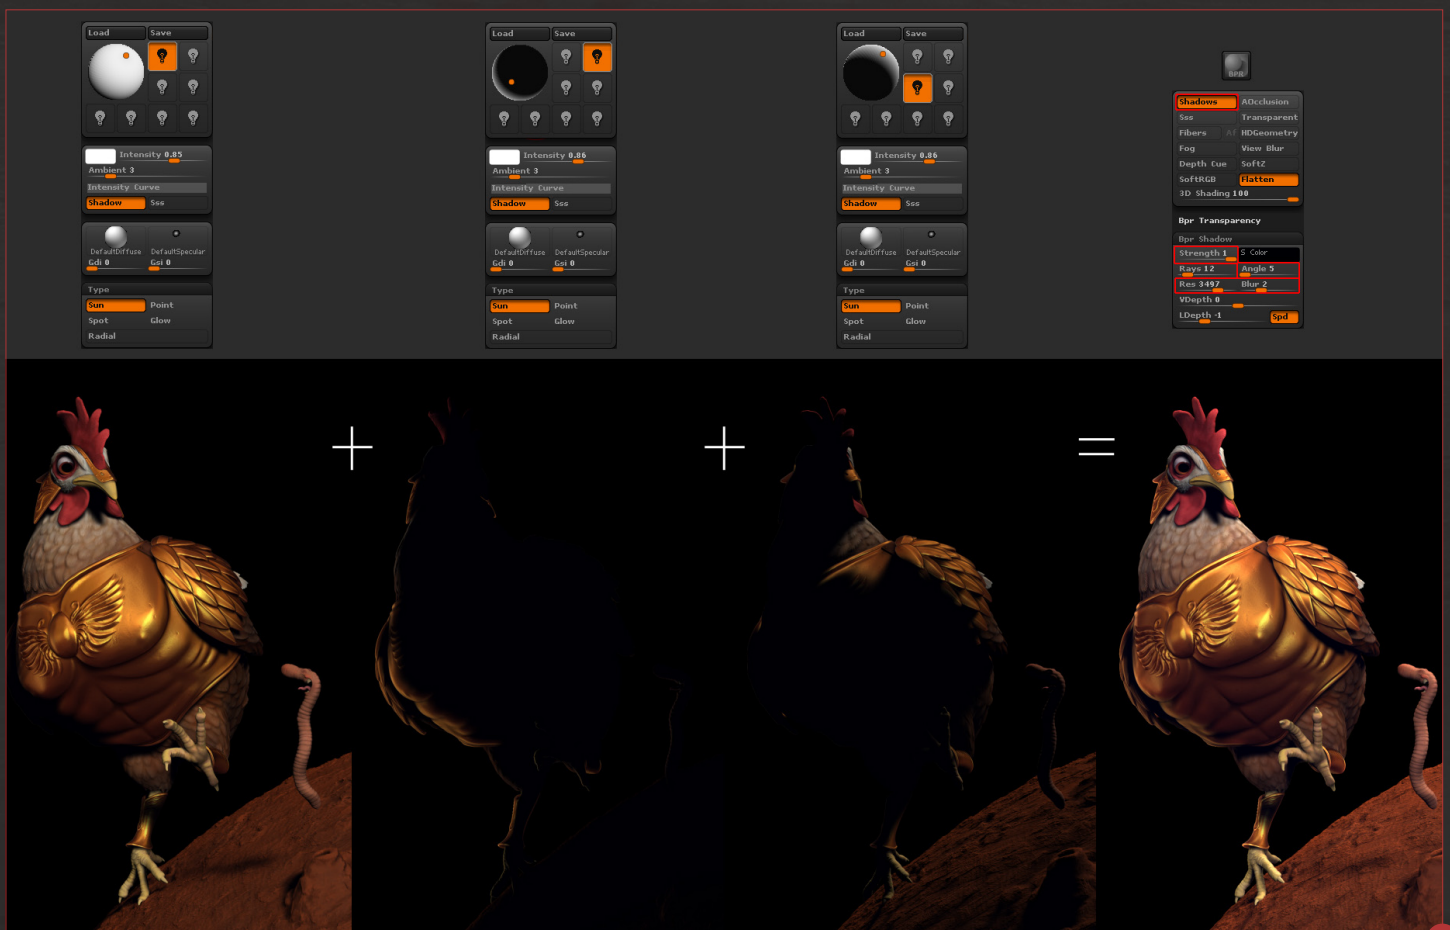 Load Save
Intensity 0.85
Ambient 3
Intensity Curve
Shadow Sss
DefaultDiffuse DefaultSpecular
Gdi 0 Gsi 0
Type
Sun Point
Spot Glow
Radial
Load Save
Intensity 0.86
Ambient 3
Intensity Curve
Shadow Sss
DefaultDiffuse DefaultSpecular
Gdi 0 Gsi 0
Type
Sun Point
Spot Glow
Radial
Load Save
Intensity 0.86
Ambient 3
Intensity Curve
Shadow Sss
DefaultDiffuse DefaultSpecular
Gdi 0 Gsi 0
Type
Sun Point
Spot Glow
Radial
BPR
Shadows AOcclusion
Sss Transparent
Fibers Af HDGeometry
Fog View Blur
Depth Cue SoftZ
SoftRGB Flatten
3D Shading 100
Bpr Transparency
Bpr Shadow
Strength 1 S Color
Rays 12 Angle 5
Res 3497 Blur 2
VDepth 0
LDepth -1 Spd
+ + =